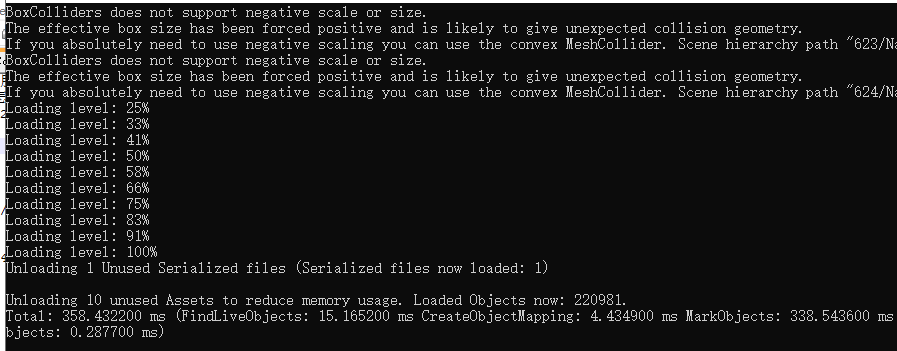 BoxColliders does not support negative scale or size.
The effective box size has been forced positive and is likely to give unexpected collision geometry.
If you absolutely need to use negative scaling you can use the convex MeshCollider. Scene hierarchy path "623/Na
BoxColliders does not support negative scale or size.
The effective box size has been forced positive and is likely to give unexpected collision geometry.
If you absolutely need to use negative scaling you can use the convex MeshCollider. Scene hierarchy path "624/Na
Loading level: 25%
Loading level: 33%
Loading level: 41%
Loading level: 50%
Loading level: 58%
Loading level: 66%
Loading level: 75%
Loading level: 83%
Loading level: 91%
Loading level: 100%
Unloading 1 Unused Serialized files (Serialized files now loaded: 1)
Unloading 10 unused Assets to reduce memory usage. Loaded Objects now: 220981.
Total: 358.432200 ms (FindLiveObjects: 15.165200 ms CreateObjectMapping: 4.434900 ms MarkObjects: 338.543600 ms
bjects: 0.287700 ms)